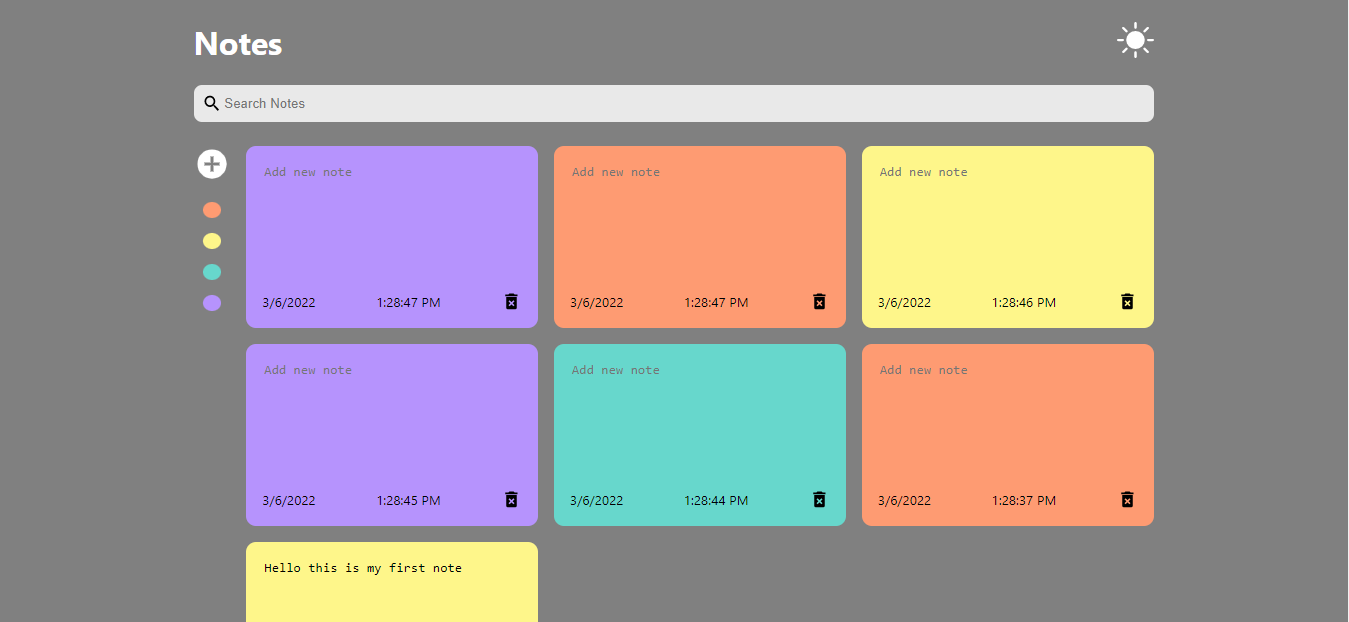 Notes
Search Notes
Add new note
Add new note
Add new note
3/6/2022 1:28:47 PM
3/6/2022 1:28:47 PM
3/6/2022 1:28:46 PM
Add new note
Add new note
Add new note
3/6/2022 1:28:45 PM
3/6/2022 1:28:44 PM
3/6/2022 1:28:37 PM
Hello this is my first note